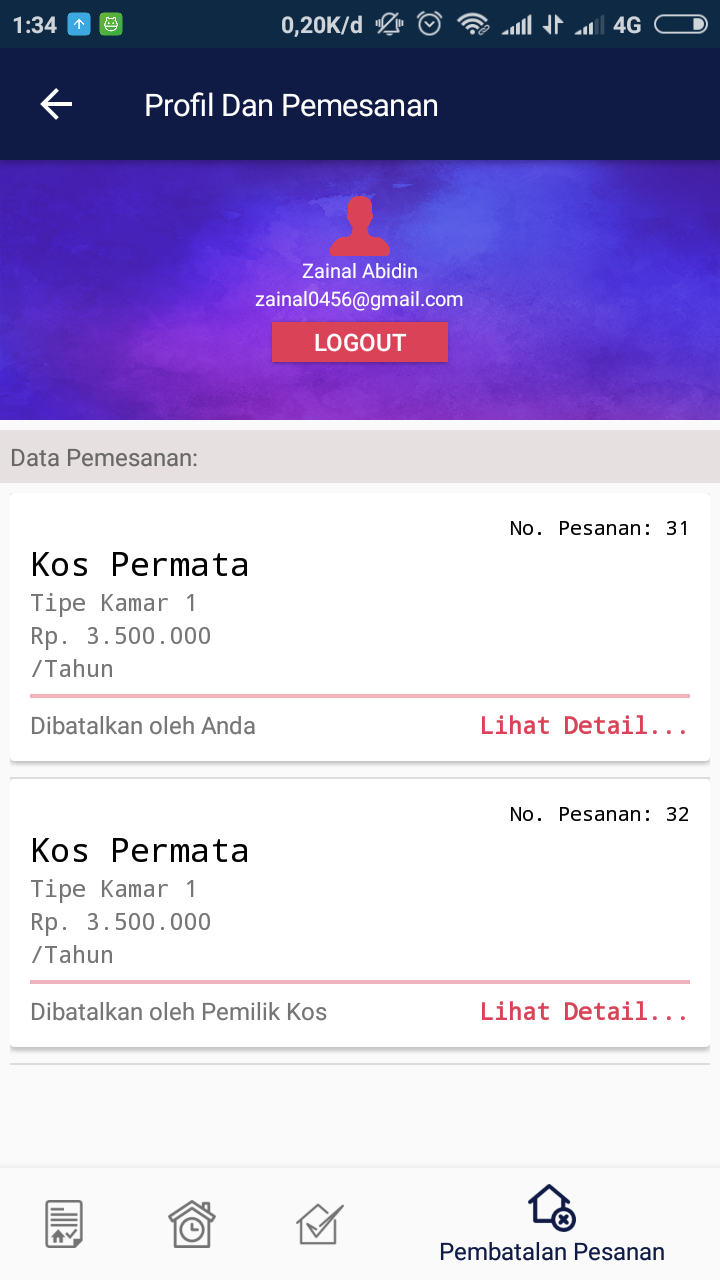 1:34 0,20K/d 4G
Profil Dan Pemesanan
Zainal Abidin
zainal0456@gmail.com
LOGOUT
Data Pemesanan:
No. Pesanan: 31
Kos Permata
Tipe Kamar 1
Rp. 3.500.000
/Tahun
Dibatalkan oleh Anda Lihat Detail...
No. Pesanan: 32
Kos Permata
Tipe Kamar 1
Rp. 3.500.000
/Tahun
Dibatalkan oleh Pemilik Kos Lihat Detail...
Pembatalan Pesanan